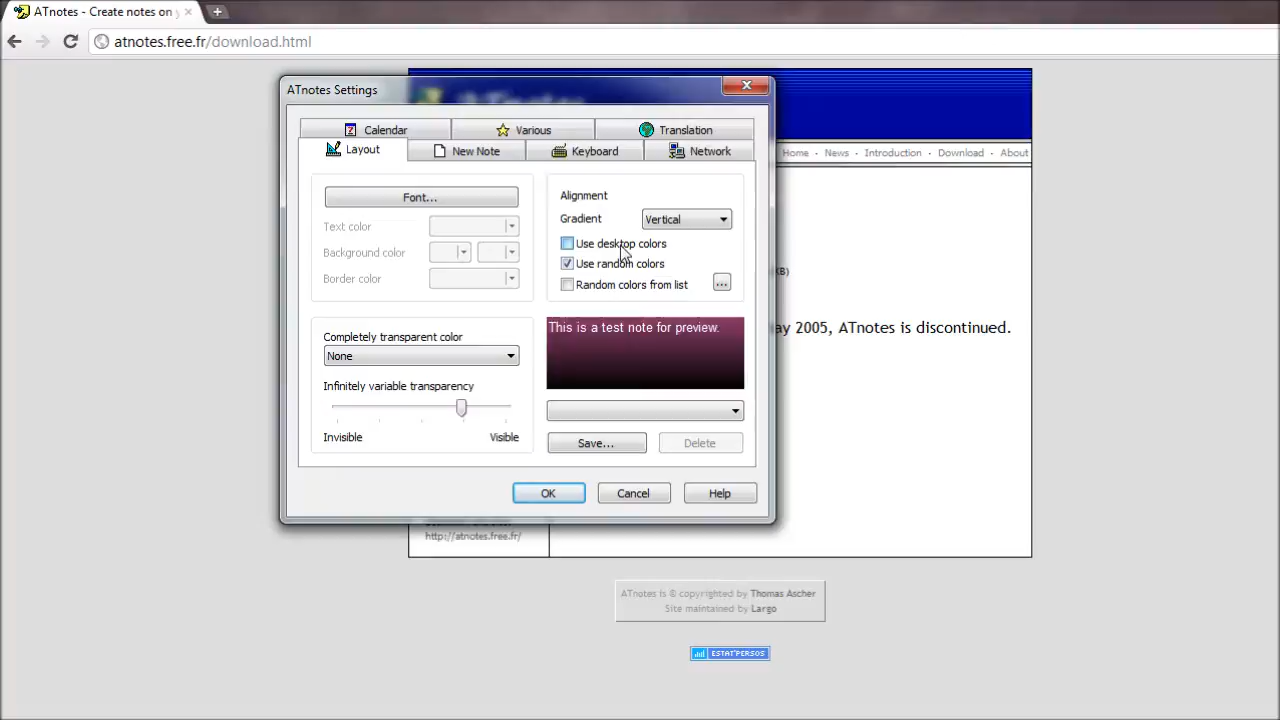 ATnotes - Create notes on y
atnotes.free.fr/download.html
ATnotes Settings
Calendar
Various
Translation
Layout
New Note
Keyboard
Network
Home · News · Introduction · Download · About
Font...
Text color
Background color
Border color
Alignment
Gradient
Vertical
Use desktop colors
Use random colors
Random colors from list
...
B)
ay 2005, ATnotes is discontinued.
This is a test note for preview.
Completely transparent color
None
Infinitely variable transparency
Invisible
Visible
Save...
Delete
OK
Cancel
Help
http://atnotes.free.fr/
ATnotes is © copyrighted by Thomas Ascher
Site maintained by Largo
ESTAT'PERSOS